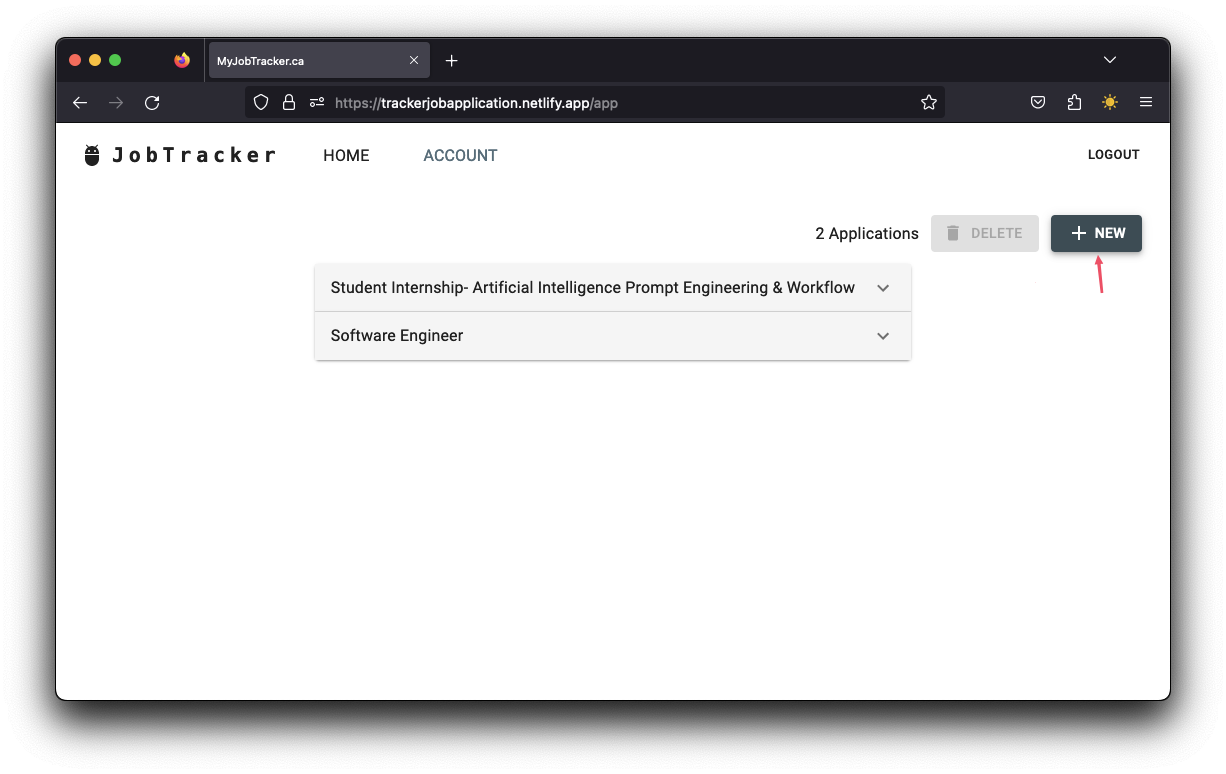 MyJobTracker.ca
https://trackerjobapplication.netlify.app/app
JobTracker HOME ACCOUNT LOGOUT
2 Applications DELETE NEW
Student Internship- Artificial Intelligence Prompt Engineering & Workflow
Software Engineer